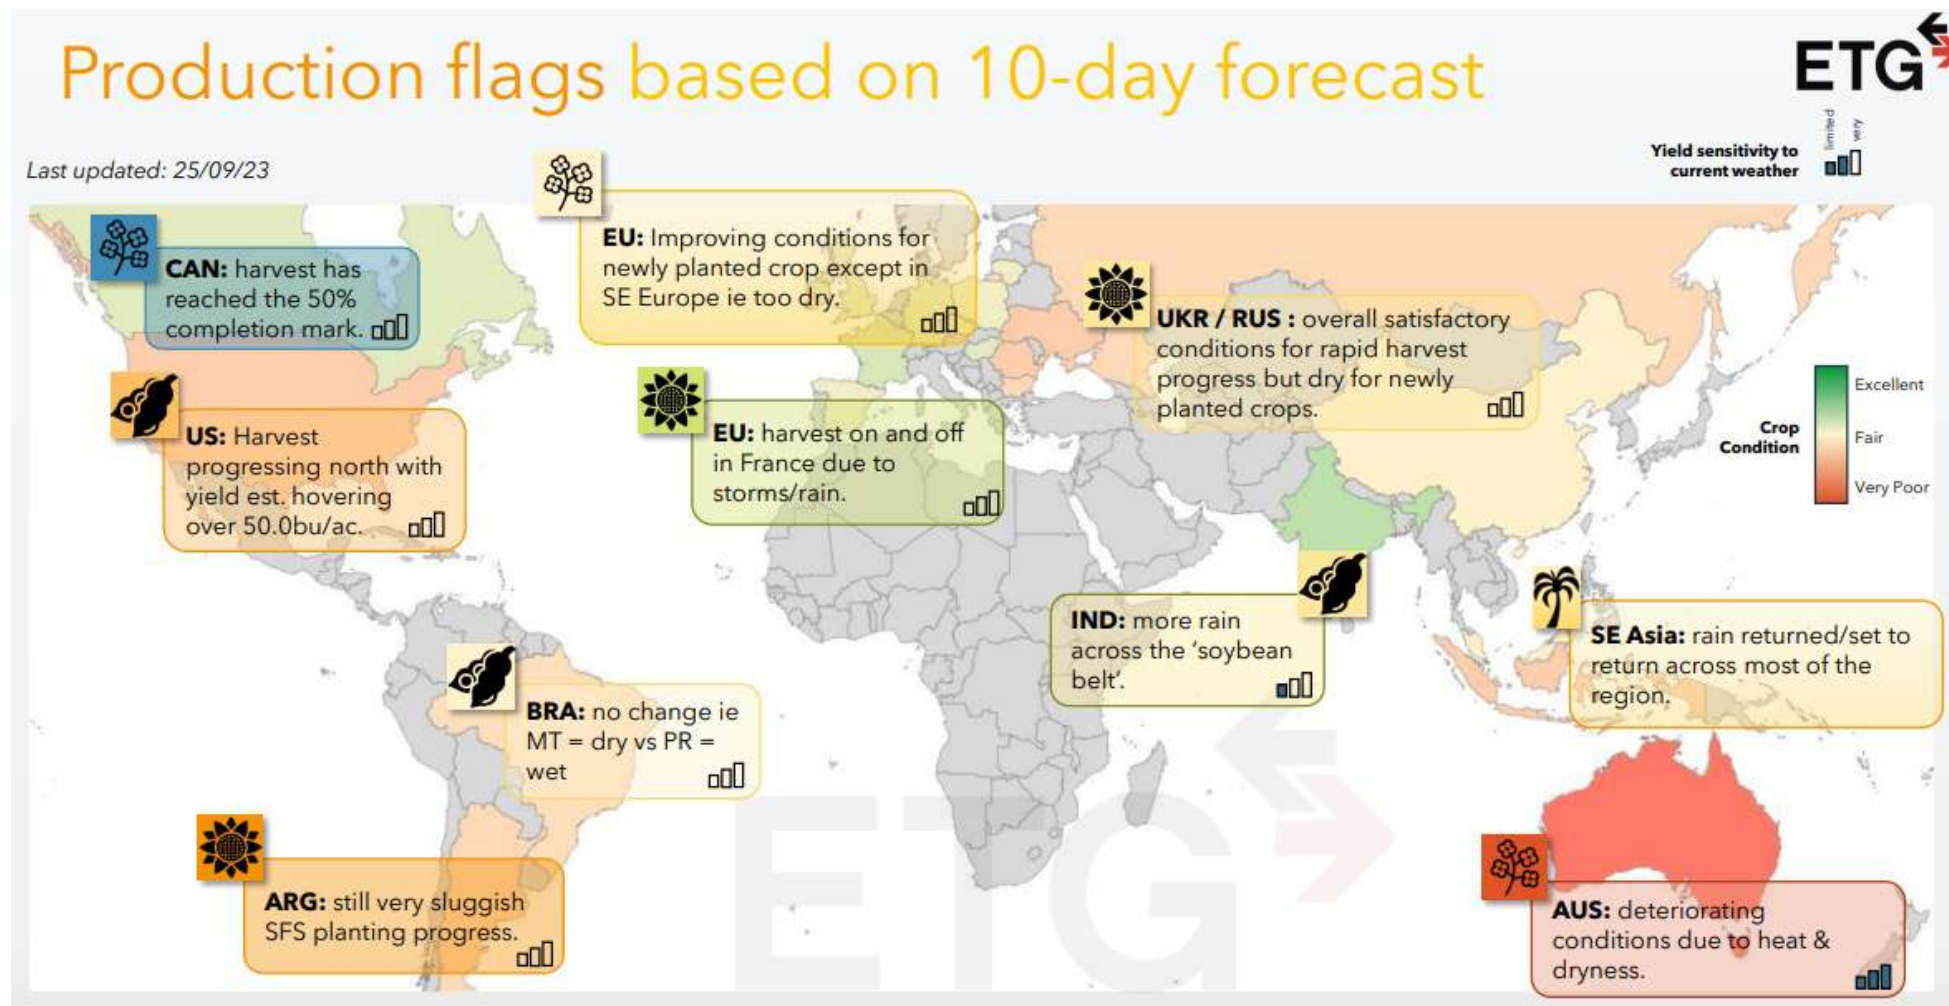 Production flags based on 10-day forecast
ETG
Last updated: 25/09/23
Yield sensitivity to
current weather
limited
very
CAN: harvest has
reached the 50%
completion mark.
EU: Improving conditions for
newly planted crop except in
SE Europe ie too dry.
UKR / RUS : overall satisfactory
conditions for rapid harvest
progress but dry for newly
planted crops.
US: Harvest
progressing north with
yield est. hovering
over 50.0bu/ac.
EU: harvest on and off
in France due to
storms/rain.
Crop
Condition
Excellent
Fair
Very Poor
IND: more rain
across the 'soybean
belt'.
SE Asia: rain returned/set to
return across most of the
region.
BRA: no change ie
MT = dry vs PR =
wet
ARG: still very sluggish
SFS planting progress.
AUS: deteriorating
conditions due to heat &
dryness.
ETG